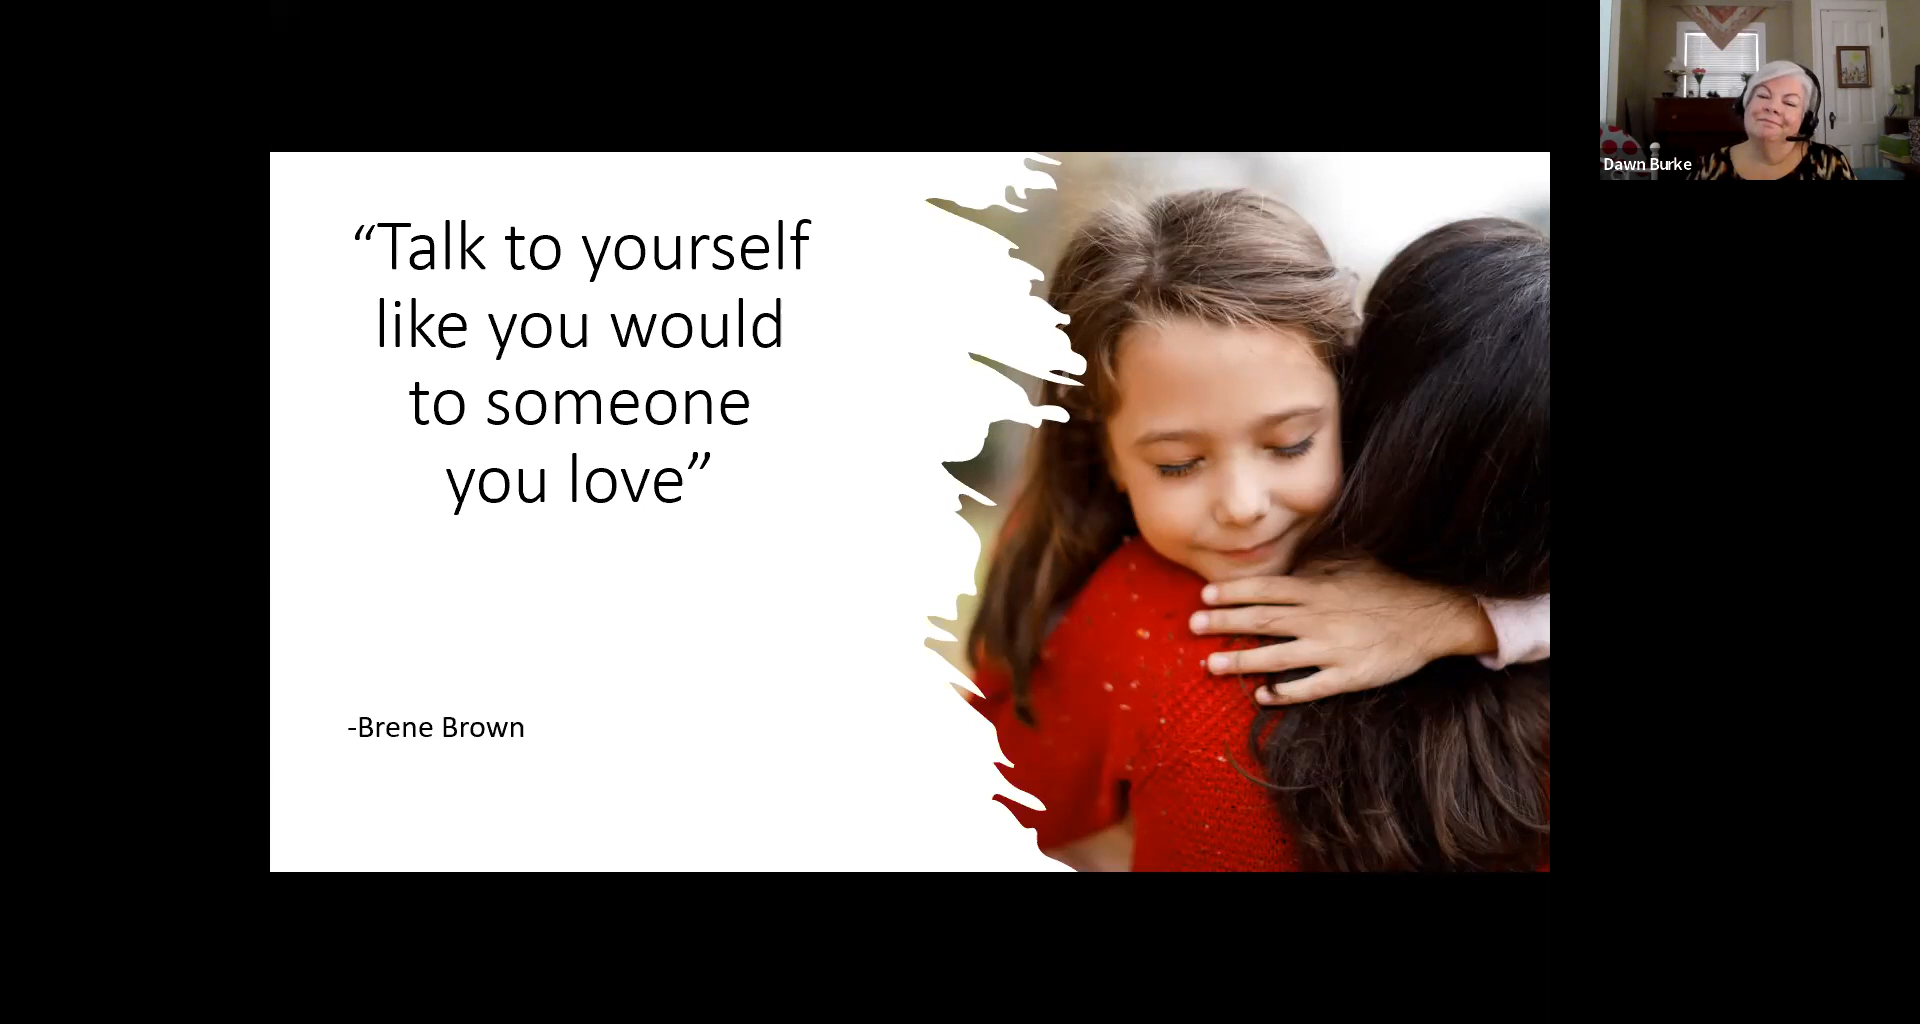 “Talk to yourself
like you would
to someone
you love”
-Brene Brown
Dawn Burke